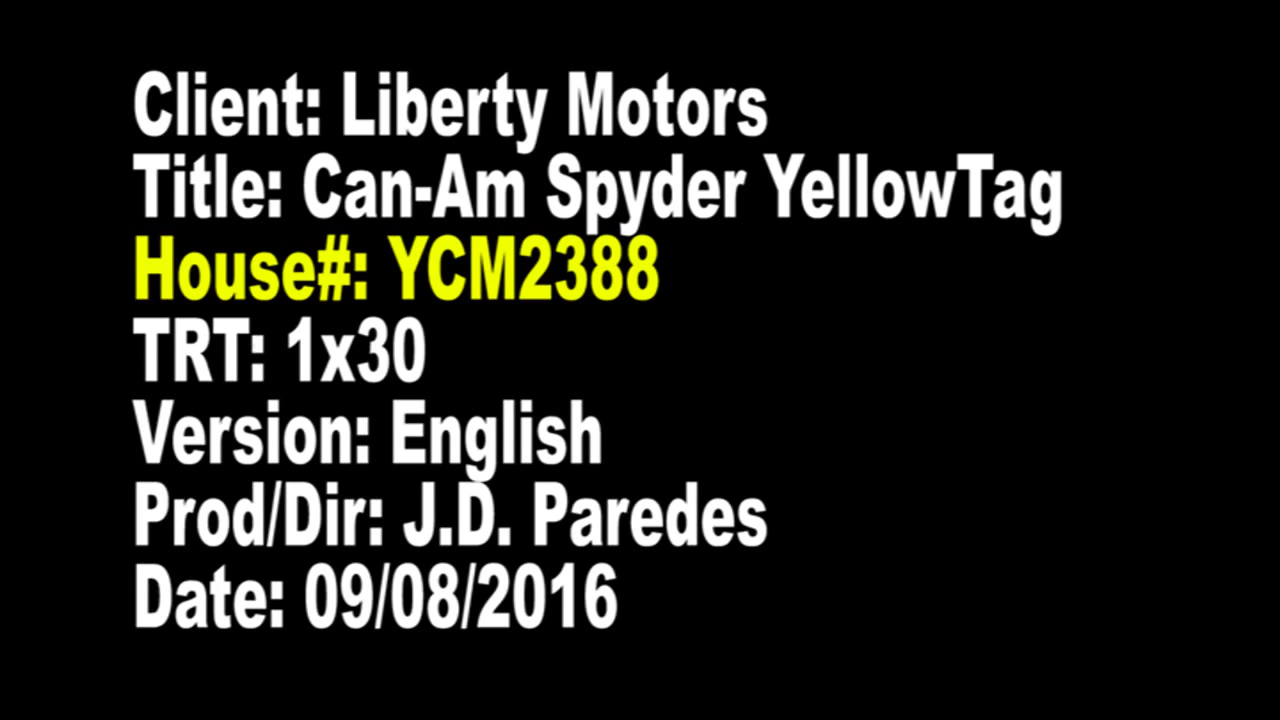 Client: Liberty Motors
Title: Can-Am Spyder YellowTag
House#: YCM2388
TRT: 1x30
Version: English
Prod/Dir: J.D. Paredes
Date: 09/08/2016